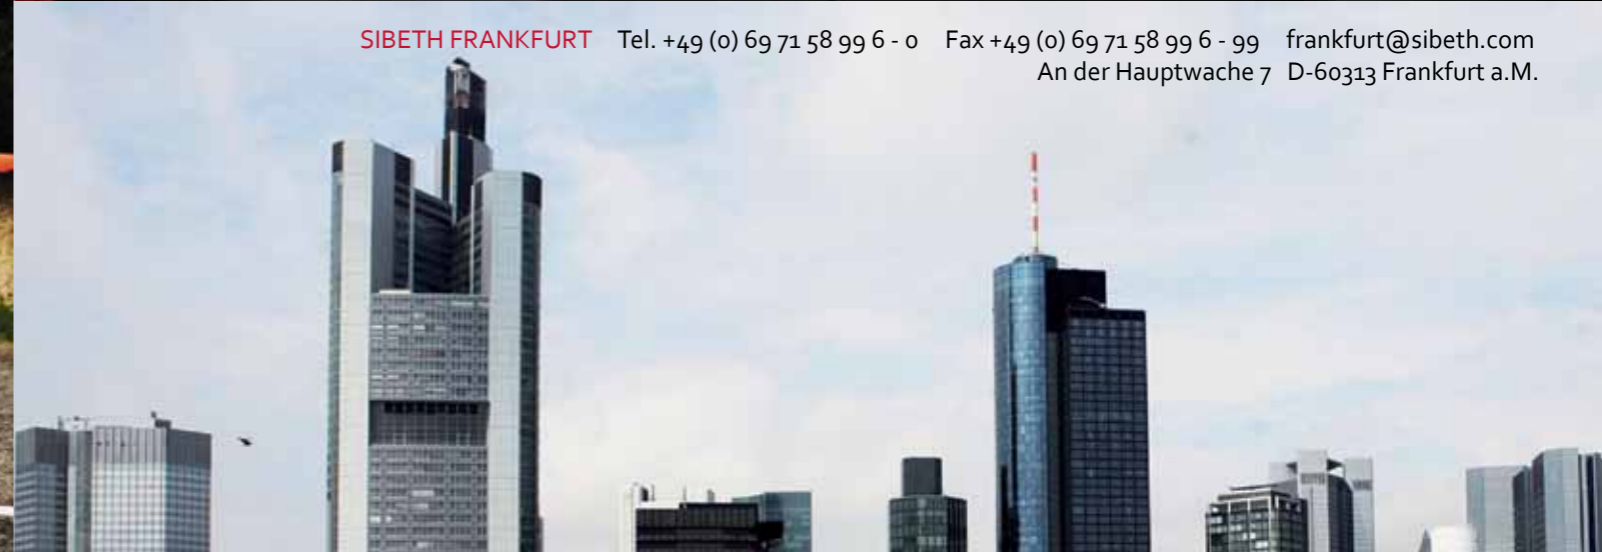 SIBETH FRANKFURT Tel. +49 (0) 69 71 58 99 6 - 0 Fax +49 (0) 69 71 58 99 6 - 99 frankfurt@sibeth.com
An der Hauptwache 7 D-60313 Frankfurt a.M.